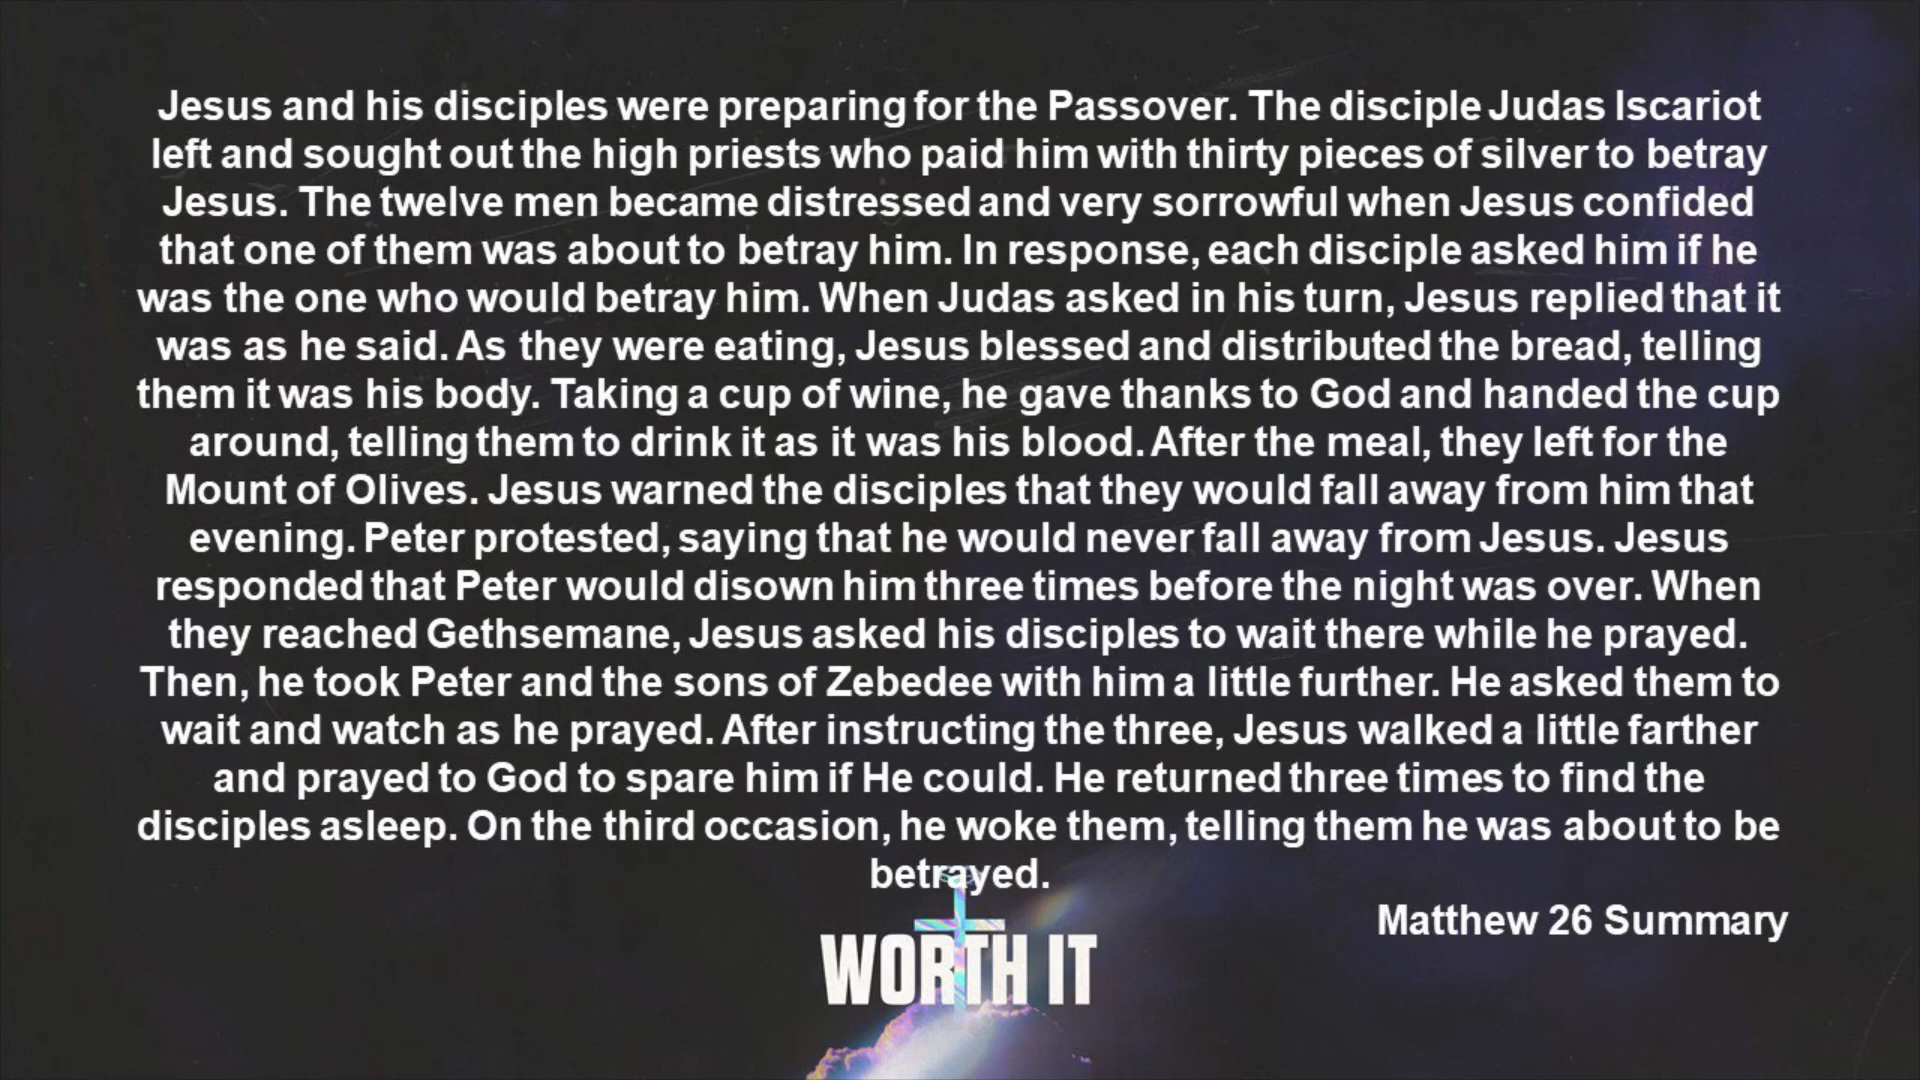 Jesus and his disciples were preparing for the Passover. The disciple Judas Iscariot
left and sought out the high priests who paid him with thirty pieces of silver to betray
Jesus. The twelve men became distressed and very sorrowful when Jesus confided
that one of them was about to betray him. In response, each disciple asked him if he
was the one who would betray him. When Judas asked in his turn, Jesus replied that it
was as he said. As they were eating, Jesus blessed and distributed the bread, telling
them it was his body. Taking a cup of wine, he gave thanks to God and handed the cup
around, telling them to drink it as it was his blood. After the meal, they left for the
Mount of Olives. Jesus warned the disciples that they would fall away from him that
evening. Peter protested, saying that he would never fall away from Jesus. Jesus
responded that Peter would disown him three times before the night was over. When
they reached Gethsemane, Jesus asked his disciples to wait there while he prayed.
Then, he took Peter and the sons of Zebedee with him a little further. He asked them to
wait and watch as he prayed. After instructing the three, Jesus walked a little farther
and prayed to God to spare him if He could. He returned three times to find the
disciples asleep. On the third occasion, he woke them, telling them he was about to be
betrayed.
Matthew 26 Summary
WORTH IT